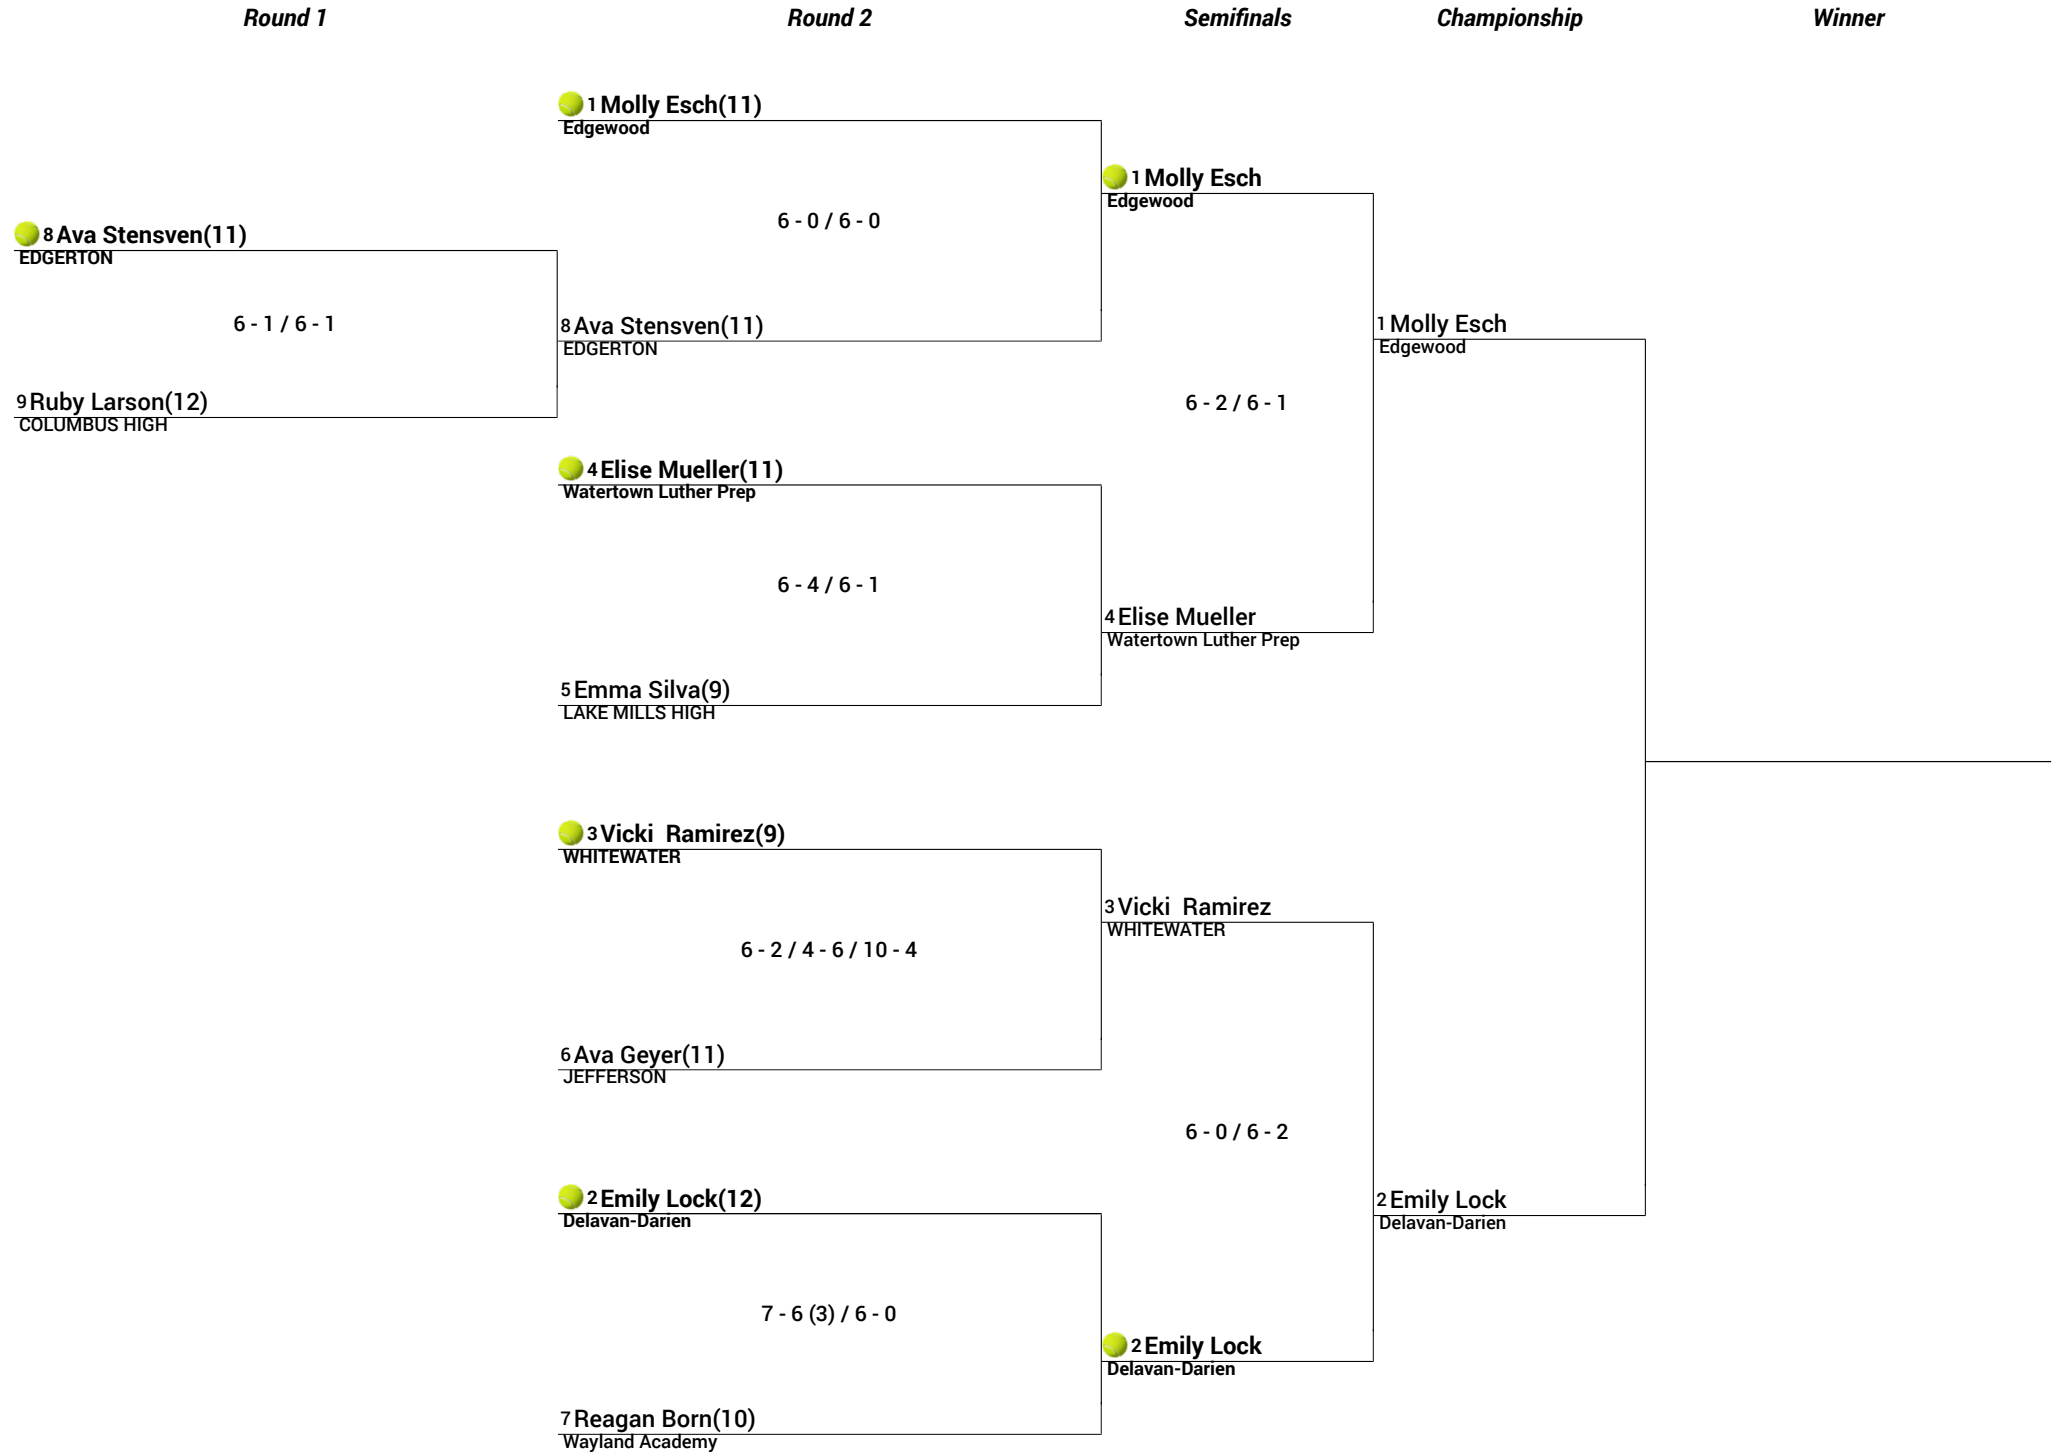 Round 1
Round 2
Semifinals
Championship
Winner
1 Molly Esch(11)
Edgewood
6 - 0 / 6 - 0
8 Ava Stensven(11)
EDGERTON
6 - 1 / 6 - 1
9 Ruby Larson(12)
COLUMBUS HIGH
8 Ava Stensven(11)
EDGERTON
1 Molly Esch
Edgewood
6 - 2 / 6 - 1
1 Molly Esch
Edgewood
4 Elise Mueller(11)
Watertown Luther Prep
6 - 4 / 6 - 1
5 Emma Silva(9)
LAKE MILLS HIGH
4 Elise Mueller
Watertown Luther Prep
3 Vicki  Ramirez(9)
WHITEWATER
6 - 2 / 4 - 6 / 10 - 4
6 Ava Geyer(11)
JEFFERSON
3 Vicki  Ramirez
WHITEWATER
6 - 0 / 6 - 2
2 Emily Lock(12)
Delavan-Darien
7 - 6 (3) / 6 - 0
7 Reagan Born(10)
Wayland Academy
2 Emily Lock
Delavan-Darien
2 Emily Lock
Delavan-Darien